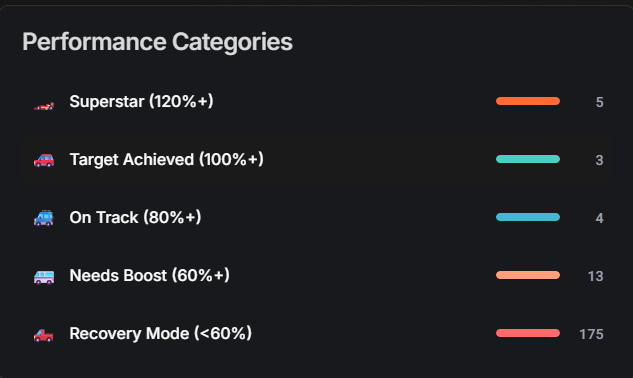 Performance Categories
Superstar (120%+) 5
Target Achieved (100%+) 3
On Track (80%+) 4
Needs Boost (60%+) 13
Recovery Mode (<60%) 175